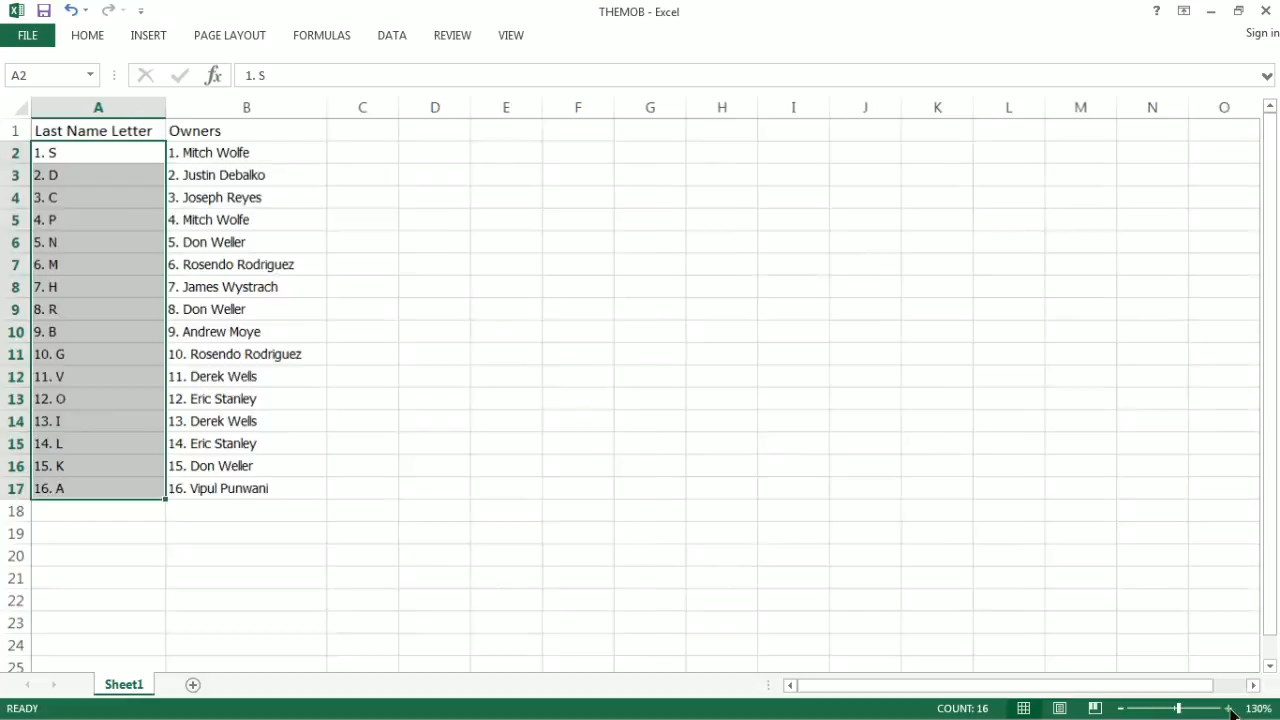 THEMOB - Excel
?
FILE HOME INSERT PAGE LAYOUT FORMULAS DATA REVIEW VIEW
Sign in
A2 fx 1. S
A B C D E F G H I J K L M N O
1 Last Name Letter Owners
2 1. S 1. Mitch Wolfe
3 2. D 2. Justin Debalko
4 3. C 3. Joseph Reyes
5 4. P 4. Mitch Wolfe
6 5. N 5. Don Weller
7 6. M 6. Rosendo Rodriguez
8 7. H 7. James Wystrach
9 8. R 8. Don Weller
10 9. B 9. Andrew Moye
11 10. G 10. Rosendo Rodriguez
12 11. V 11. Derek Wells
13 12. O 12. Eric Stanley
14 13. I 13. Derek Wells
15 14. L 14. Eric Stanley
16 15. K 15. Don Weller
17 16. A 16. Vipul Punwani
18
19
20
21
22
23
24
25
Sheet1
READY COUNT: 16 130%